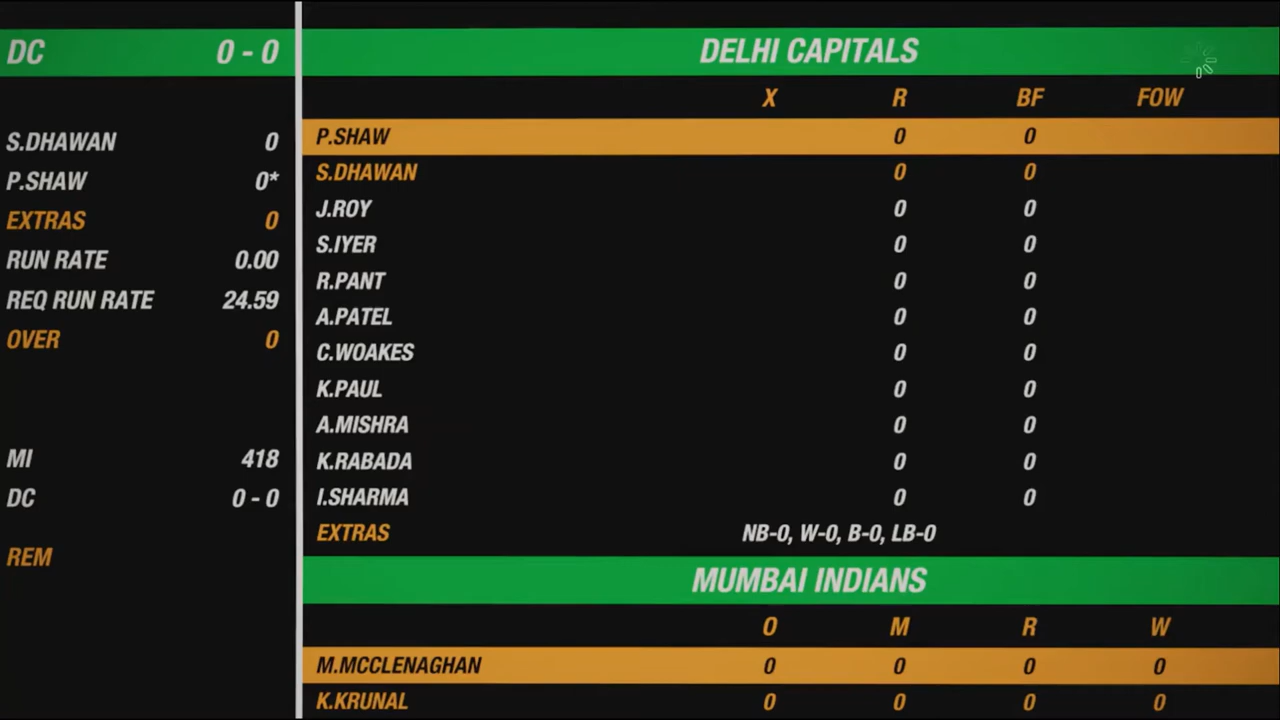 DC 0 - 0
S.DHAWAN 0
P.SHAW 0*
EXTRAS 0
RUN RATE 0.00
REQ RUN RATE 24.59
OVER 0
MI 418
DC 0 - 0
REM
DELHI CAPITALS
X R BF FOW
P.SHAW 0 0
S.DHAWAN 0 0
J.ROY 0 0
S.IYER 0 0
R.PANT 0 0
A.PATEL 0 0
C.WOAKES 0 0
K.PAUL 0 0
A.MISHRA 0 0
K.RABADA 0 0
I.SHARMA 0 0
EXTRAS NB-0, W-0, B-0, LB-0
MUMBAI INDIANS
O M R W
M.MCCLENAGHAN 0 0 0 0
K.KRUNAL 0 0 0 0